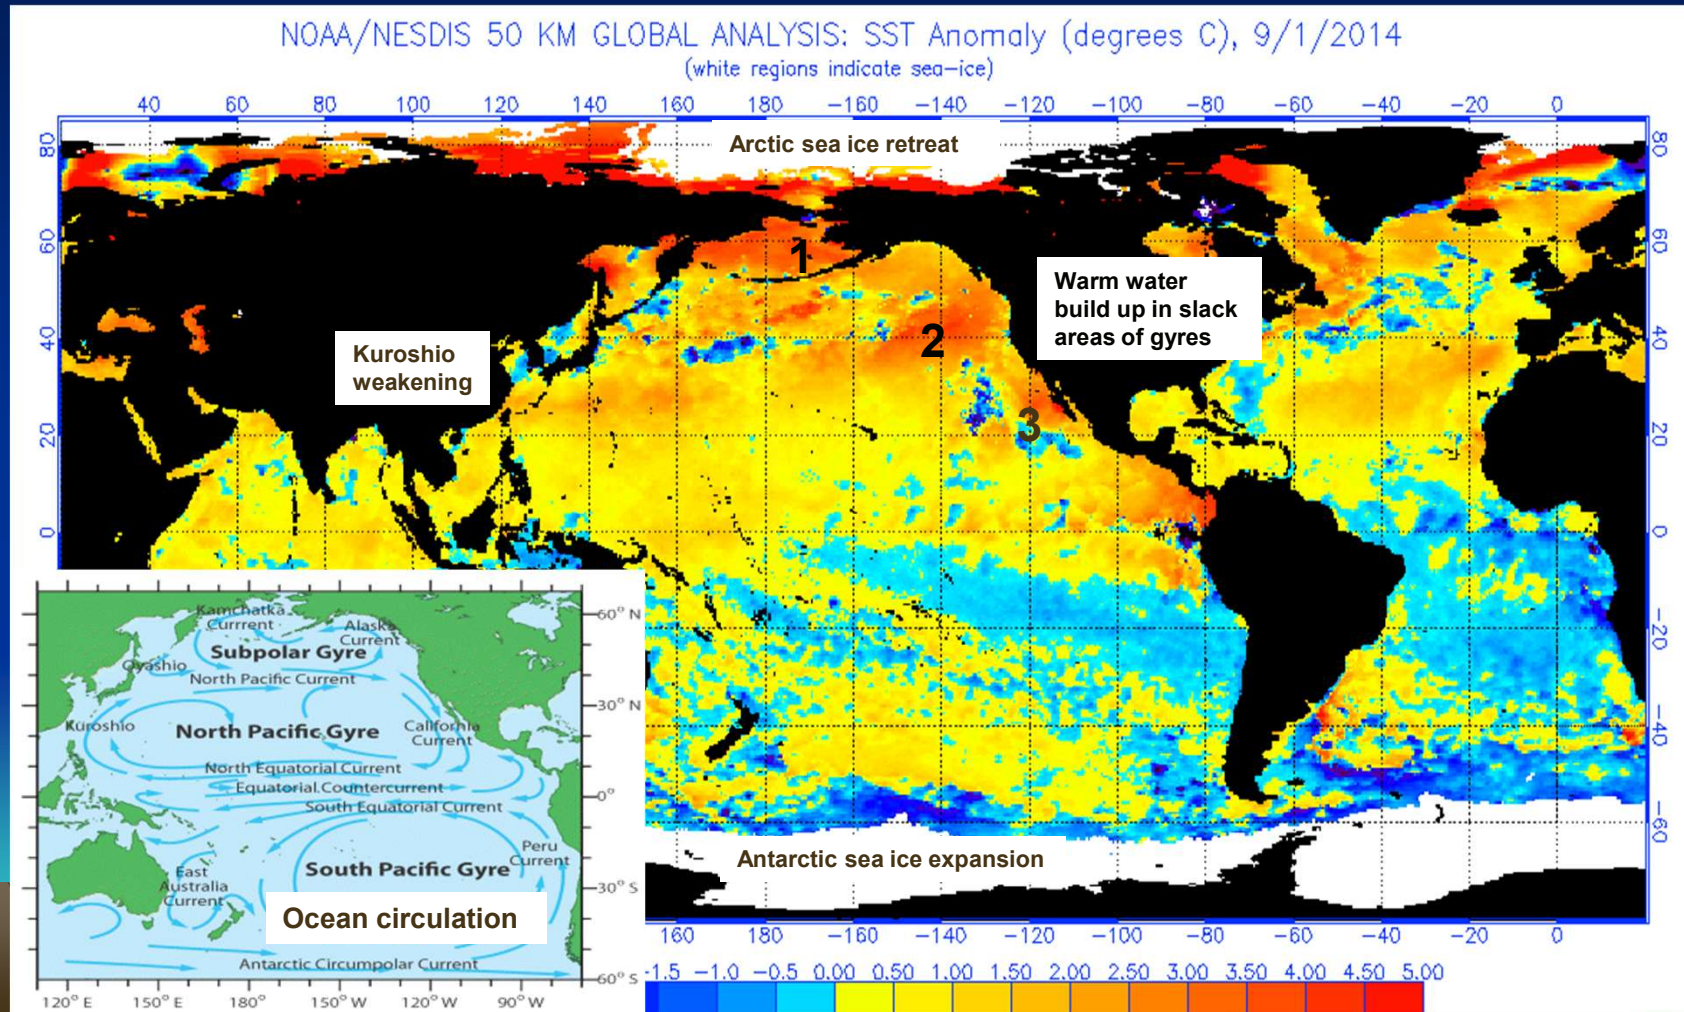 NOAA/NESDIS 50 KM GLOBAL ANALYSIS: SST Anomaly (degrees C), 9/1/2014
(white regions indicate sea-ice)
40 60 80 100 120 140 160 180 -160 -140 -120 -100 -80 -60 -40 -20 0
80
60
40
20
0
80
60
40
20
0
-20
-40
-60
Arctic sea ice retreat
1
2
3
Warm water
build up in slack
areas of gyres
Kuroshio
weakening
Antarctic sea ice expansion
160 180 -160 -140 -120 -100 -80 -60 -40 -20 0
-1.5 -1.0 -0.5 0.00 0.50 1.00 1.50 2.00 2.50 3.00 3.50 4.00 4.50 5.00
Kamchatka
Currrent
Alaska
Current
Subpolar Gyre
Oyashio
North Pacific Current
Kuroshio
North Pacific Gyre
California
Current
North Equatorial Current
Equatorial Countercurrent
South Equatorial Current
Peru
Current
South Pacific Gyre
East
Australia
Current
Ocean circulation
Antarctic Circumpolar Current
60° N
30° N
0°
30° S
60° S
120° E 150° E 180° 150° W 120° W 90° W